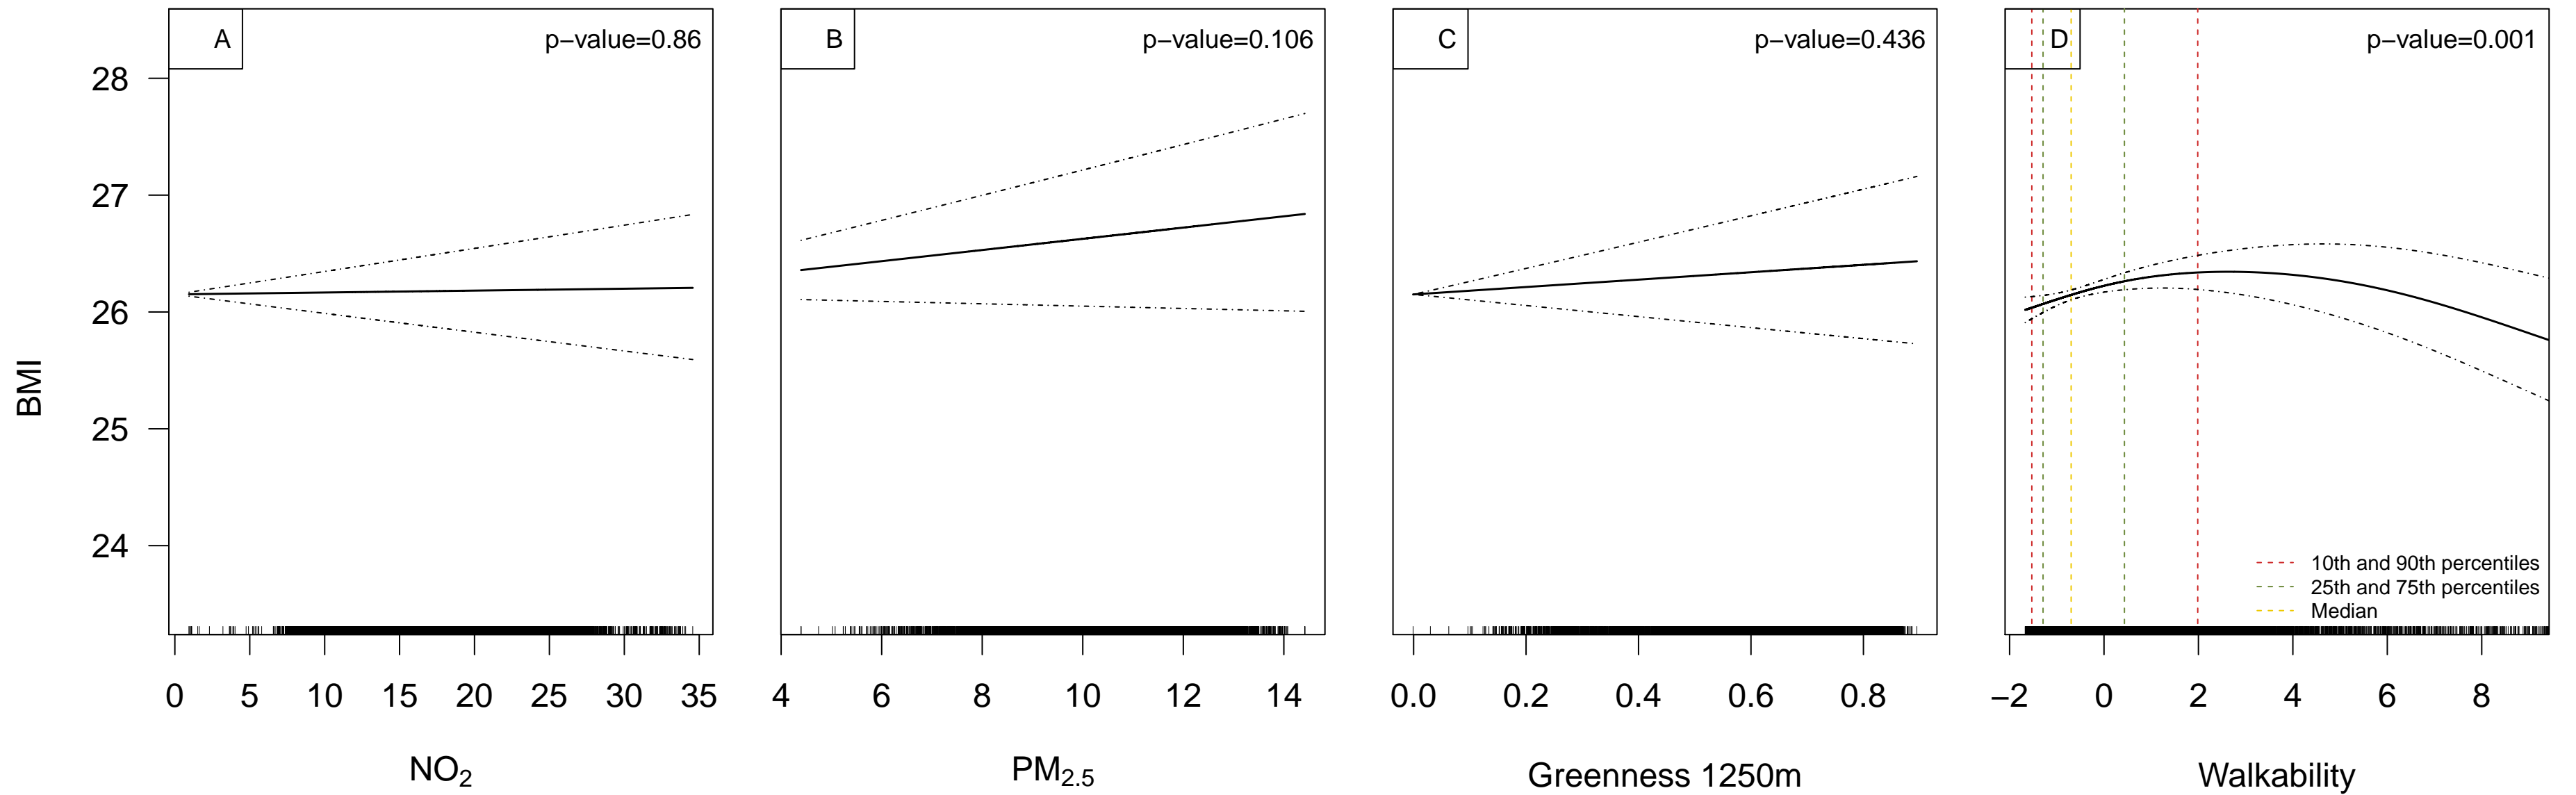 A
p−value=0.86
B
p−value=0.106
C
p−value=0.436
D
p−value=0.001
BMI
28
27
26
25
24
10th and 90th percentiles
25th and 75th percentiles
Median
0 5 10 15 20 25 30 35
4 6 8 10 12 14
0.0 0.2 0.4 0.6 0.8
−2 0 2 4 6 8
NO₂
PM₂.₅
Greenness 1250m
Walkability